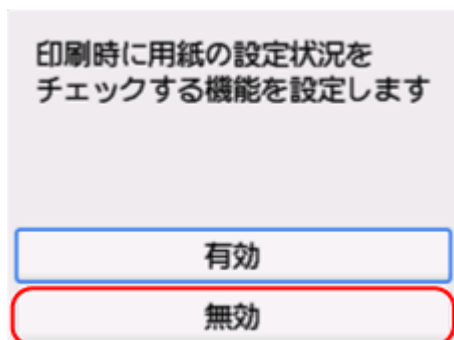 印刷時に用紙の設定状況を
チェックする機能を設定します
有効
無効